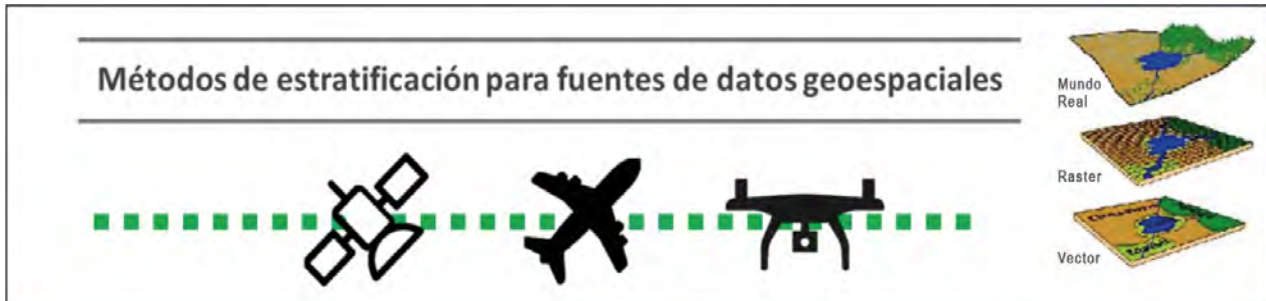 Métodos de estratificación para fuentes de datos geoespaciales
Mundo
Real
Raster
Vector